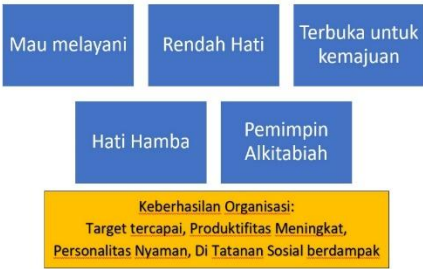 Mau melayani
Rendah Hati
Terbuka untuk
kemajuan
Hati Hamba
Pemimpin
Alkitabiah
Keberhasilan Organisasi:
Target tercapai, Produktifitas Meningkat,
Personalitas Nyaman, Di Tatanan Sosial berdampak